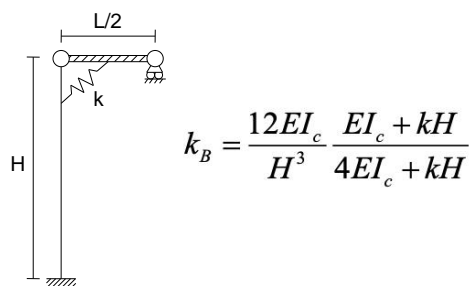 L/2
k
H
k_B = \frac{12EI_c}{H^3} \frac{EI_c + kH}{4EI_c + kH}